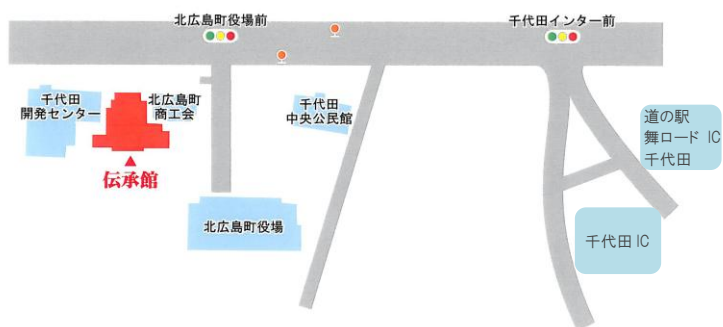 北広島町役場前
千代田インター前
千代田
開発センター
北広島町
商工会
千代田
中央公民館
道の駅
舞ロード IC
千代田
伝承館
北広島町役場
千代田 IC